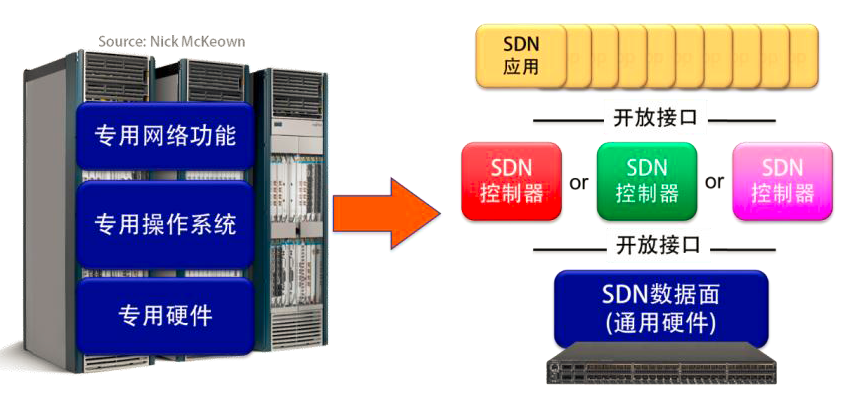 Source: Nick McKeown
专用网络功能
专用操作系统
专用硬件
SDN
应用
开放接口
SDN
控制器
or
SDN
控制器
or
SDN
控制器
开放接口
SDN数据面
(通用硬件)